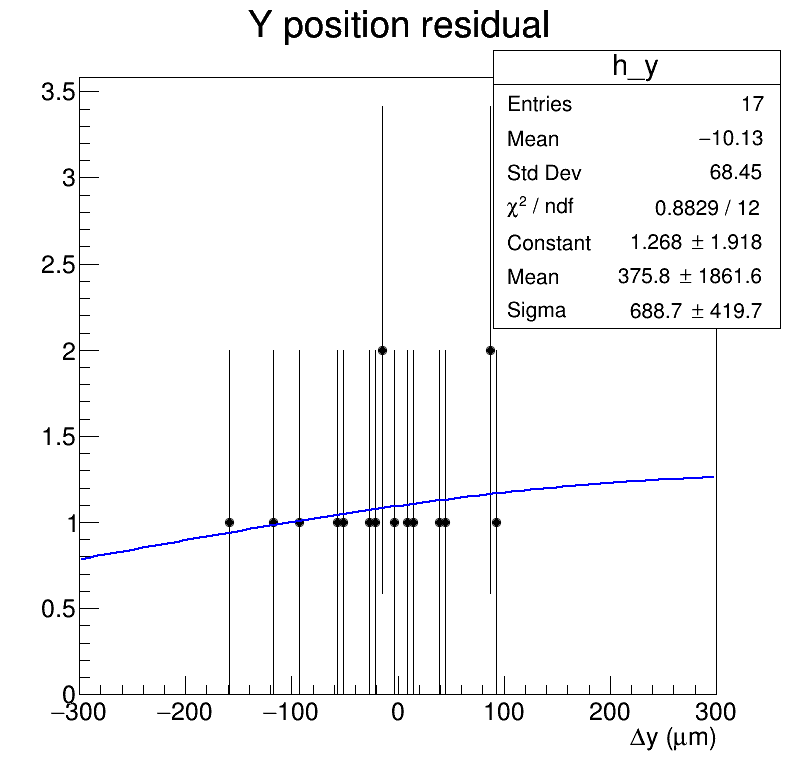 Y position residual
h_y
Entries 17
Mean −10.13
Std Dev 68.45
χ² / ndf 0.8829 / 12
Constant 1.268 ± 1.918
Mean 375.8 ± 1861.6
Sigma 688.7 ± 419.7
3.5
3
2.5
2
1.5
1
0.5
0
−300 −200 −100 0 100 200 300
Δy (μm)